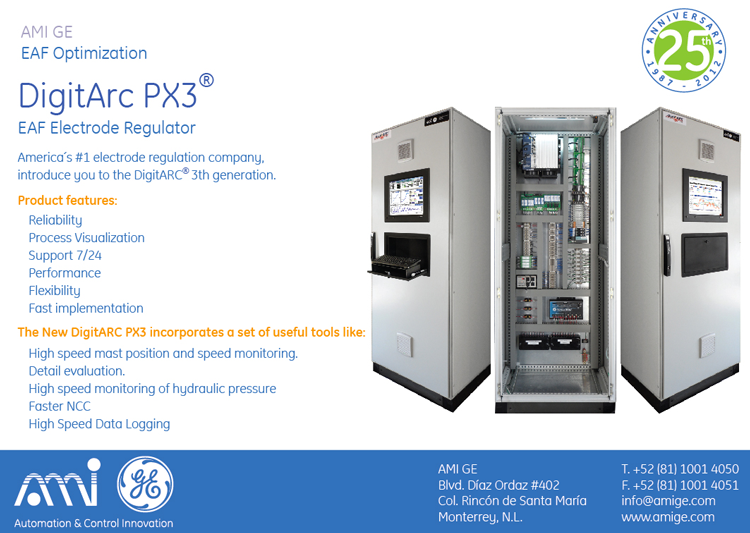 AMI GE
EAF Optimization
DigitArc PX3®
EAF Electrode Regulator
America´s #1 electrode regulation company,
introduce you to the DigitARC® 3th generation.
Product features:
Reliability
Process Visualization
Support 7/24
Performance
Flexibility
Fast implementation
The New DigitARC PX3 incorporates a set of useful tools like:
High speed mast position and speed monitoring.
Detail evaluation.
High speed monitoring of hydraulic pressure
Faster NCC
High Speed Data Logging
ANNIVERSARY
25th
1987 - 2012
AMI
GE
Automation & Control Innovation
AMI GE
Blvd. Díaz Ordaz #402
Col. Rincón de Santa María
Monterrey, N.L.
T. +52 (81) 1001 4050
F. +52 (81) 1001 4051
info@amige.com
www.amige.com